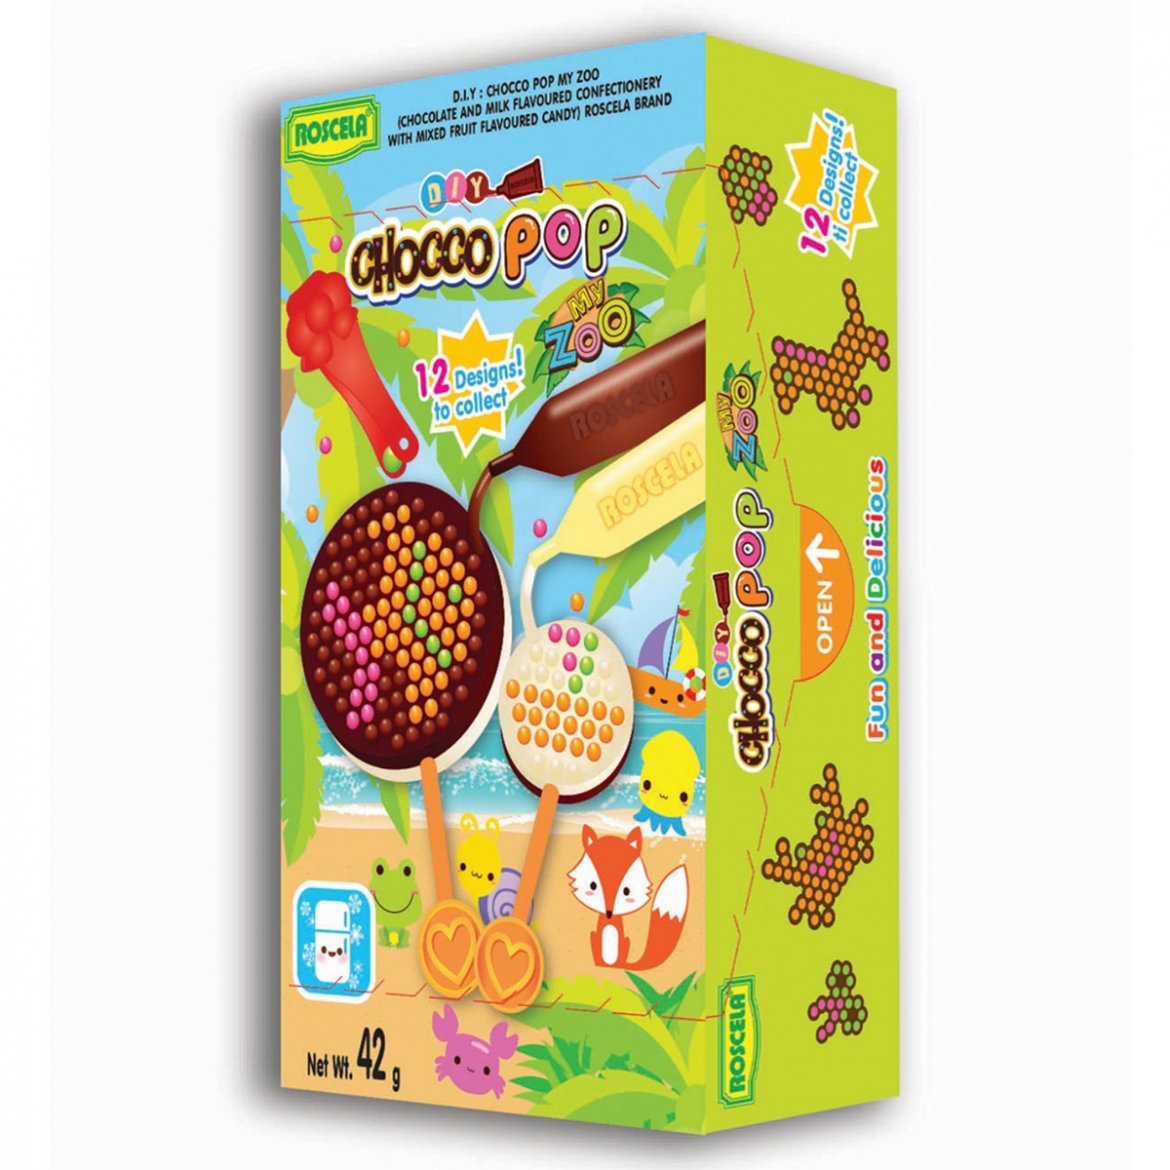 ROSCELA®
D.I.Y : CHOCCO POP MY ZOO
(CHOCOLATE AND MILK FLAVOURED CONFECTIONERY
WITH MIXED FRUIT FLAVOURED CANDY) ROSCELA BRAND
DIY
ROSCELA
CHOCCO POP
MY
ZOO
12 Designs!
to collect
ROSCELA
ROSCELA
Net Wt. 42 g
12 Designs!
ti collect
MY
ZOO
DIY
CHOCCO POP
OPEN
Fun and Delicious
ROSCELA